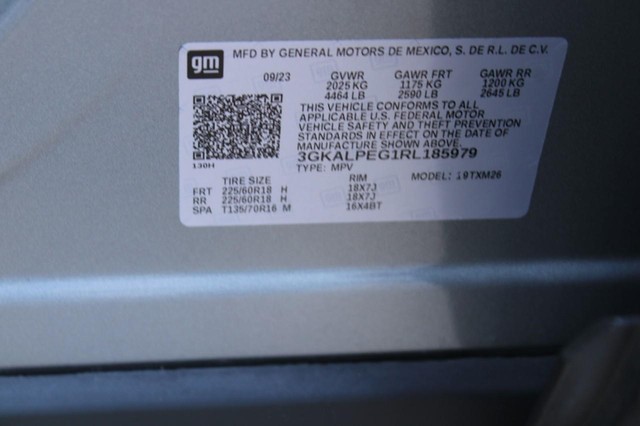 gm
MFD BY GENERAL MOTORS DE MEXICO, S. DE R.L. DE C.V.
09/23 GVWR GAWR FRT GAWR RR
2025 KG 1175 KG 1200 KG
4464 LB 2590 LB 2645 LB
THIS VEHICLE CONFORMS TO ALL
APPLICABLE U.S. FEDERAL MOTOR
VEHICLE SAFETY AND THEFT PREVENTION
STANDARDS IN EFFECT ON THE DATE OF
MANUFACTURE SHOWN ABOVE.
3GKALPEG1RL185979
130H
TYPE: MPV MODEL: 19TXM26
TIRE SIZE RIM
FRT 225/60R18 H 18X7J
RR 225/60R18 H 18X7J
SPA T135/70R16 M 16X4BT